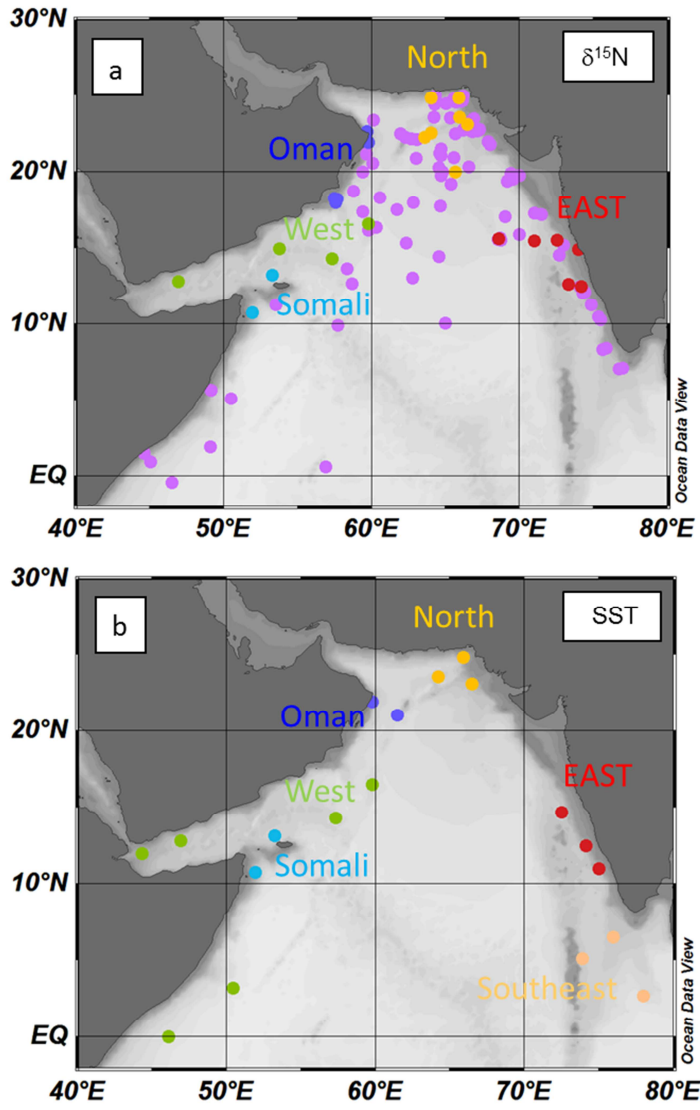 30°N
a
North
δ¹⁵N
Oman
20°N
EAST
West
Somali
10°N
EQ
Ocean Data View
40°E 50°E 60°E 70°E 80°E
30°N
b
North
SST
Oman
20°N
EAST
West
Somali
10°N
Southeast
EQ
Ocean Data View
40°E 50°E 60°E 70°E 80°E